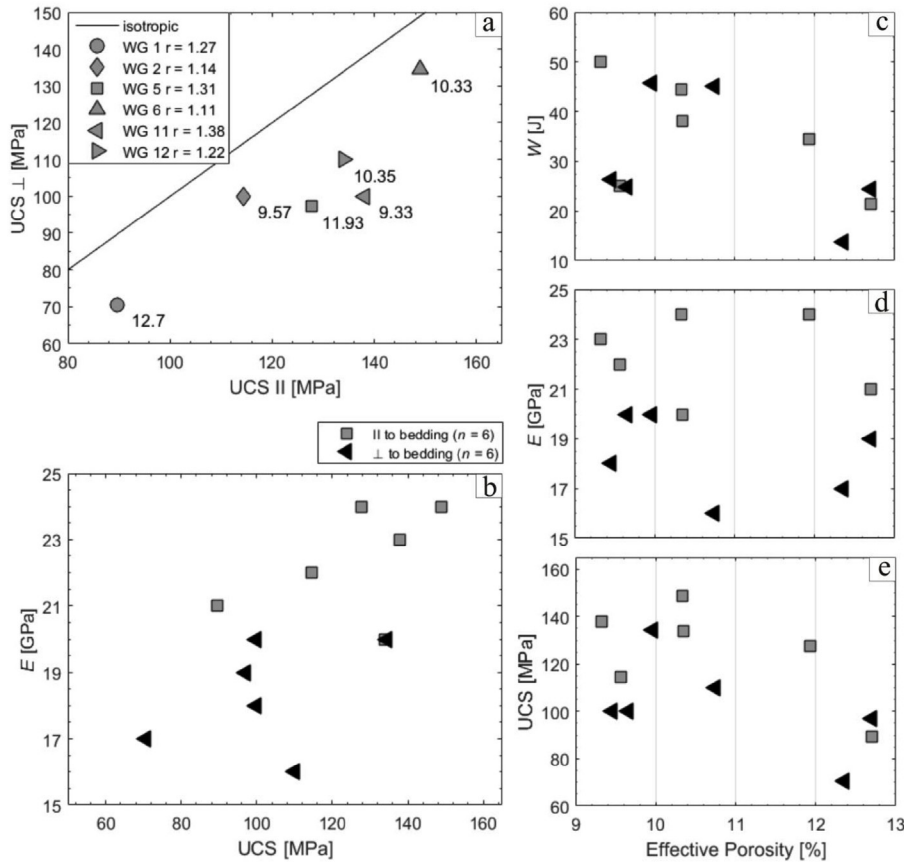 a
isotropic
WG 1 r = 1.27
WG 2 r = 1.14
WG 5 r = 1.31
WG 6 r = 1.11
WG 11 r = 1.38
WG 12 r = 1.22
150
140
130
120
110
100
90
80
70
60
UCS ⊥ [MPa]
10.33
10.35
9.57
11.93
9.33
12.7
80
100
120
140
160
UCS II [MPa]
II to bedding (n = 6)
⊥ to bedding (n = 6)
b
25
23
21
19
17
15
E [GPa]
60
80
100
120
140
160
UCS [MPa]
c
60
50
40
30
20
10
W [J]
d
25
23
21
19
17
15
E [GPa]
e
160
140
120
100
80
60
UCS [MPa]
9
10
11
12
13
Effective Porosity [%]